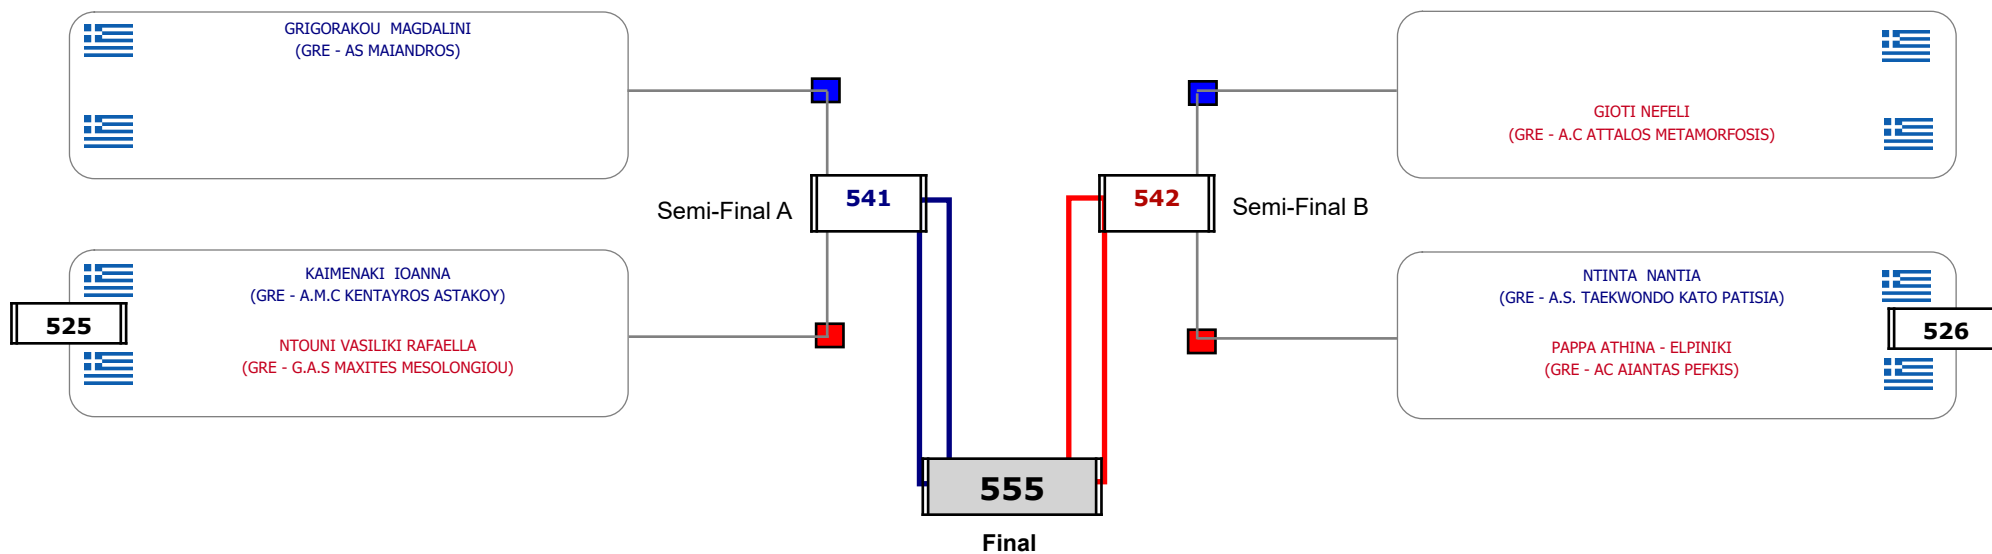 GRIGORAKOU MAGDALINI
(GRE - AS MAIANDROS)
Semi-Final A
541
KAIMENAKI IOANNA
(GRE - A.M.C KENTAYROS ASTAKOY)
525
NTOUNI VASILIKI RAFAELLA
(GRE - G.A.S MAXITES MESOLONGIOU)
GIOTI NEFELI
(GRE - A.C ATTALOS METAMORFOSIS)
542
Semi-Final B
NTINTA NANTIA
(GRE - A.S. TAEKWONDO KATO PATISIA)
526
PAPPA ATHINA - ELPINIKI
(GRE - AC AIANTAS PEFKIS)
555
Final